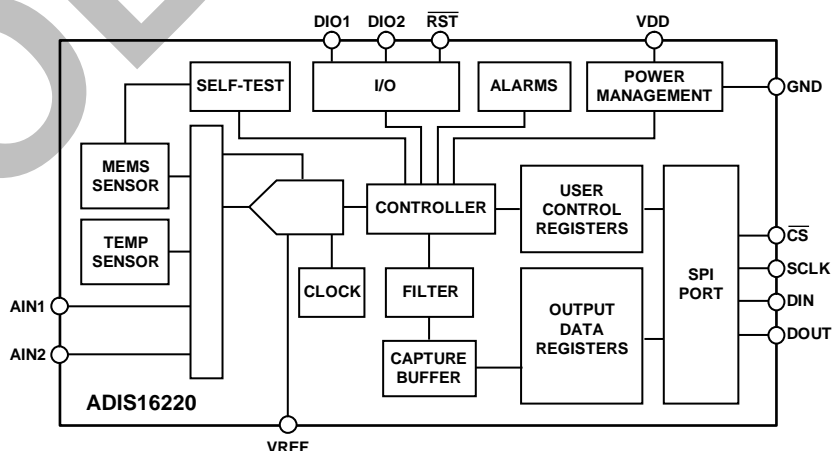 DIO1 DIO2 RST VDD
SELF-TEST
I/O
ALARMS
POWER
MANAGEMENT
GND
MEMS
SENSOR
TEMP
SENSOR
CONTROLLER
USER
CONTROL
REGISTERS
CLOCK
FILTER
CAPTURE
BUFFER
OUTPUT
DATA
REGISTERS
SPI
PORT
CS
SCLK
DIN
DOUT
AIN1
AIN2
ADIS16220
VREF